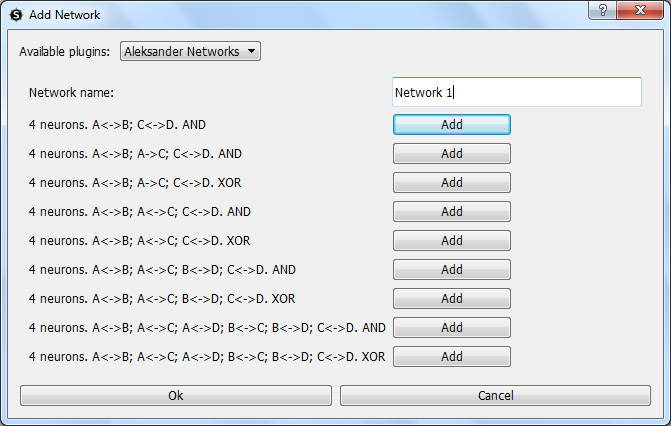 Add Network
Available plugins: Aleksander Networks
Network name: Network 1
4 neurons. A<->B; C<->D. AND Add
4 neurons. A<->B; A->C; C<->D. AND Add
4 neurons. A<->B; A->C; C<->D. XOR Add
4 neurons. A<->B; A<->C; C<->D. AND Add
4 neurons. A<->B; A<->C; C<->D. XOR Add
4 neurons. A<->B; A<->C; B<->D; C<->D. AND Add
4 neurons. A<->B; A<->C; B<->D; C<->D. XOR Add
4 neurons. A<->B; A<->C; A<->D; B<->C; B<->D; C<->D. AND Add
4 neurons. A<->B; A<->C; A<->D; B<->C; B<->D; C<->D. XOR Add
Ok Cancel